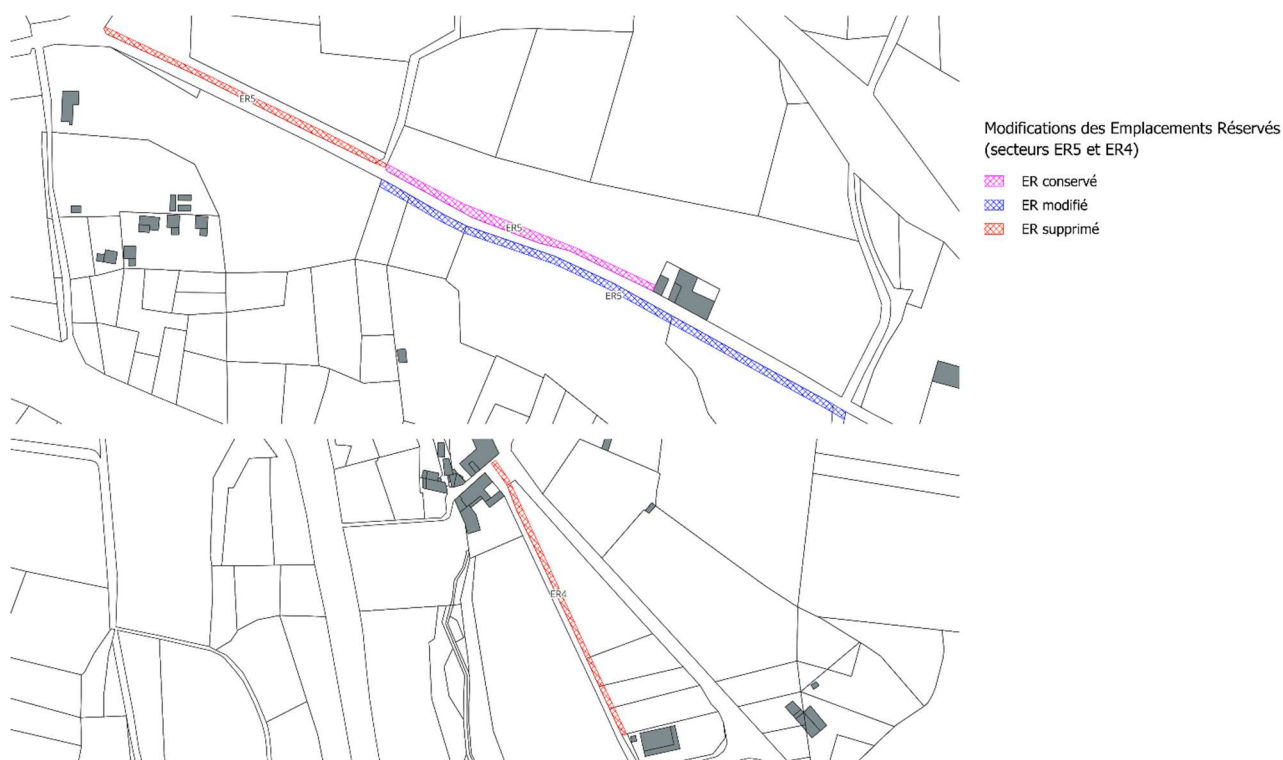 ER5
ER5
ER5
Modifications des Emplacements Réservés
(secteurs ER5 et ER4)
ER conservé
ER modifié
ER supprimé
ER4